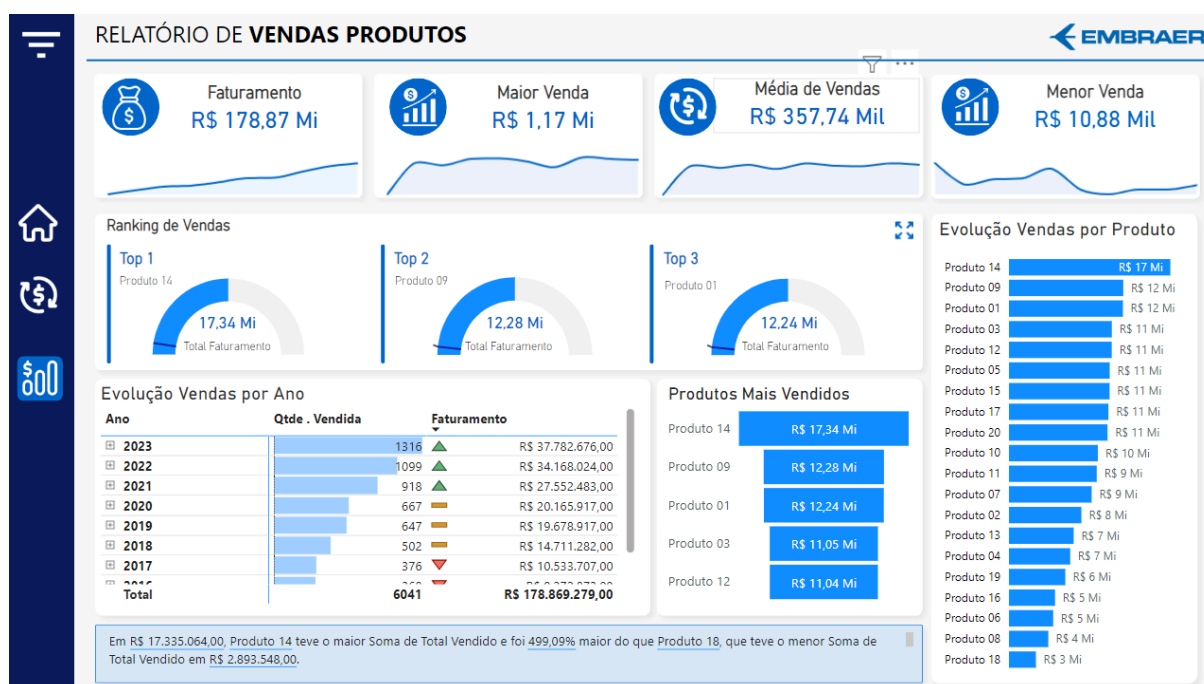 RELATÓRIO DE VENDAS PRODUTOS
EMBRAER
Faturamento
R$ 178,87 Mi
Maior Venda
R$ 1,17 Mi
Média de Vendas
R$ 357,74 Mil
Menor Venda
R$ 10,88 Mil
Ranking de Vendas
Top 1
Produto 14
17,34 Mi
Total Faturamento
Top 2
Produto 09
12,28 Mi
Total Faturamento
Top 3
Produto 01
12,24 Mi
Total Faturamento
Evolução Vendas por Ano
Ano Qtde . Vendida Faturamento
2023 1316 R$ 37.782.676,00
2022 1099 R$ 34.168.024,00
2021 918 R$ 27.552.483,00
2020 667 R$ 20.165.917,00
2019 647 R$ 19.678.917,00
2018 502 R$ 14.711.282,00
2017 376 R$ 10.533.707,00
Total 6041 R$ 178.869.279,00
Produtos Mais Vendidos
Produto 14 R$ 17,34 Mi
Produto 09 R$ 12,28 Mi
Produto 01 R$ 12,24 Mi
Produto 03 R$ 11,05 Mi
Produto 12 R$ 11,04 Mi
Evolução Vendas por Produto
Produto 14 R$ 17 Mi
Produto 09 R$ 12 Mi
Produto 01 R$ 12 Mi
Produto 03 R$ 11 Mi
Produto 12 R$ 11 Mi
Produto 05 R$ 11 Mi
Produto 15 R$ 11 Mi
Produto 17 R$ 11 Mi
Produto 20 R$ 11 Mi
Produto 10 R$ 10 Mi
Produto 11 R$ 9 Mi
Produto 07 R$ 9 Mi
Produto 02 R$ 8 Mi
Produto 13 R$ 7 Mi
Produto 04 R$ 7 Mi
Produto 19 R$ 6 Mi
Produto 16 R$ 5 Mi
Produto 06 R$ 5 Mi
Produto 08 R$ 4 Mi
Produto 18 R$ 3 Mi
Em R$ 17.335.064,00, Produto 14 teve o maior Soma de Total Vendido e foi 499,09% maior do que Produto 18, que teve o menor Soma de
Total Vendido em R$ 2.893.548,00.